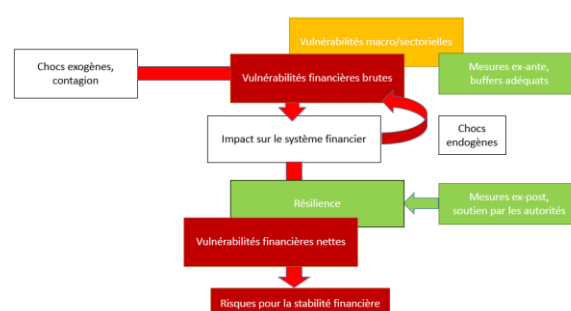 Vulnérabilités macro/sectorielles
Chocs exogènes,
contagion
Vulnérabilités financières brutes
Mesures ex-ante,
buffers adéquats
Impact sur le système financier
Chocs
endogènes
Résilience
Mesures ex-post,
soutien par les autorités
Vulnérabilités financières nettes
Risques pour la stabilité financière